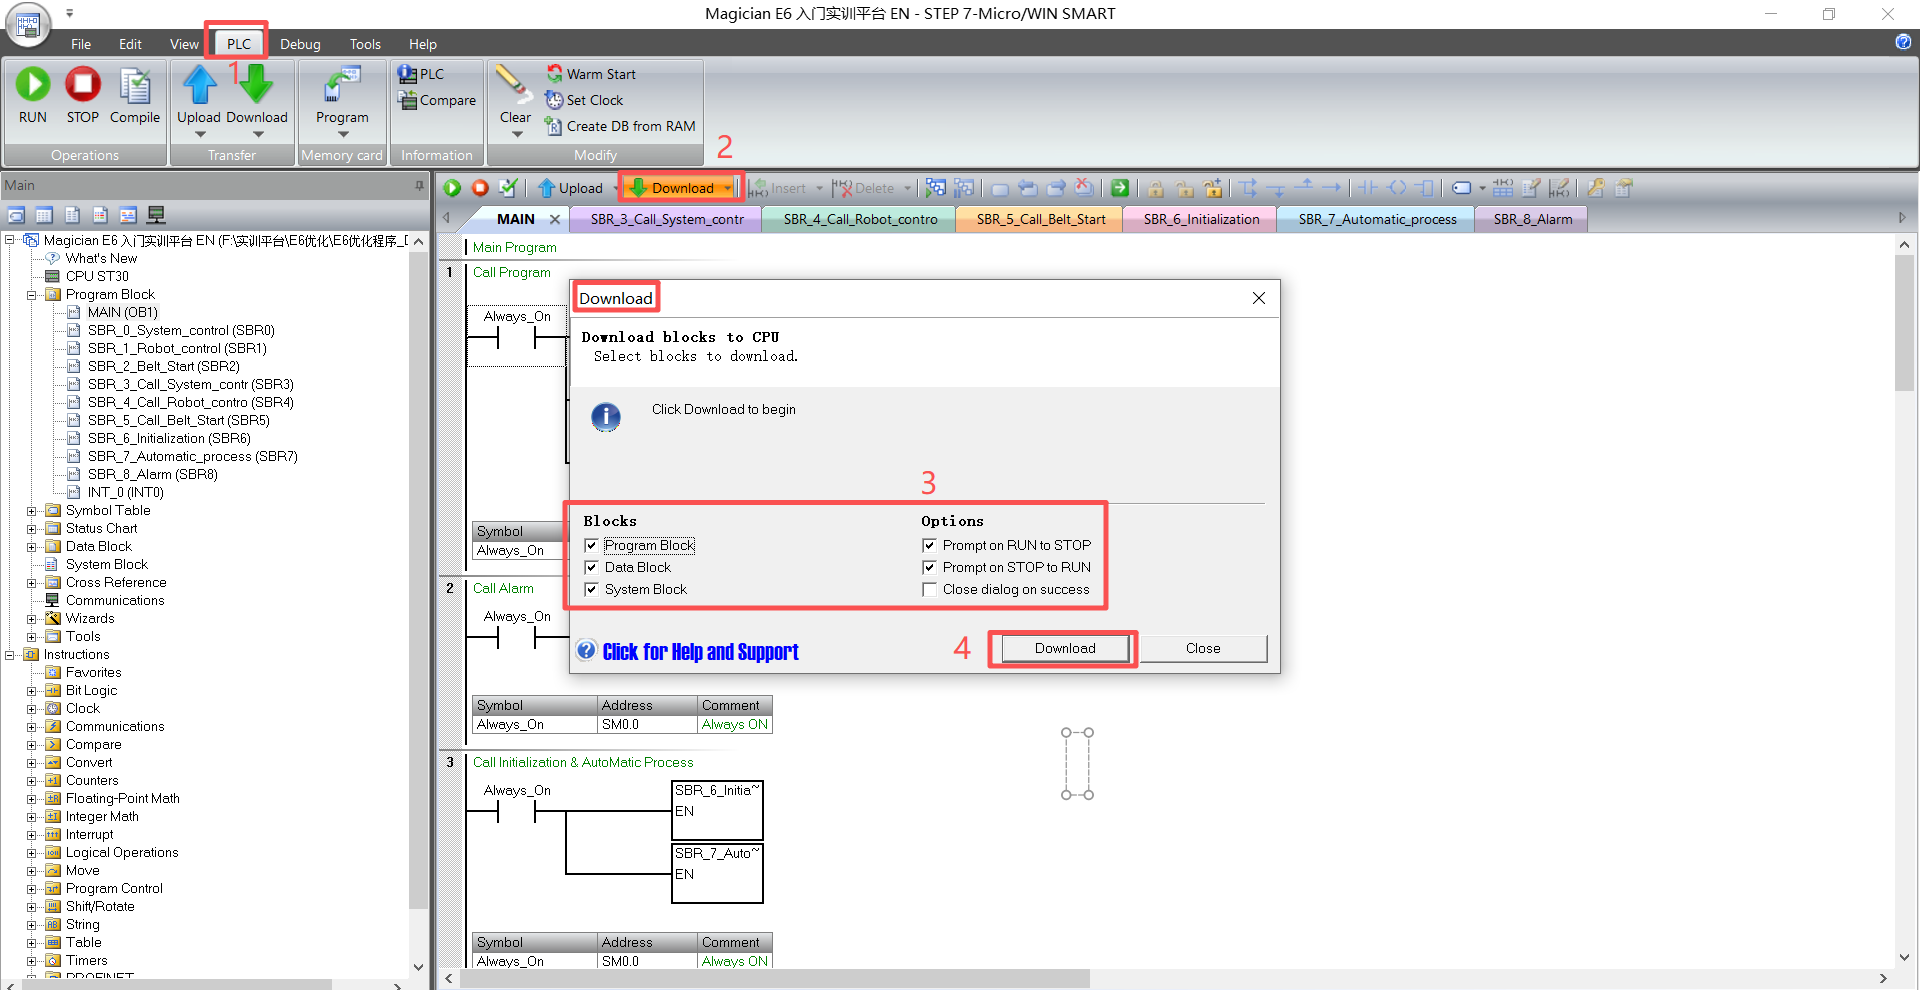 Magician E6 入门实训平台 EN - STEP 7-Micro/WIN SMART
File Edit View PLC Debug Tools Help
1
RUN STOP Compile Upload Download Program PLC Compare Clear Warm Start Set Clock Create DB from RAM
Operations Transfer Memory card Information Modify
2
Main
Upload Download Insert Delete
MAIN SBR_3_Call_System_contr SBR_4_Call_Robot_contro SBR_5_Call_Belt_Start SBR_6_Initialization SBR_7_Automatic_process SBR_8_Alarm
Magician E6 入门实训平台 EN (F:\实训平台\E6优化\E6优化程序_
What's New
CPU ST30
Program Block
MAIN (OB1)
SBR_0_System_control (SBR0)
SBR_1_Robot_control (SBR1)
SBR_2_Belt_Start (SBR2)
SBR_3_Call_System_contr (SBR3)
SBR_4_Call_Robot_contro (SBR4)
SBR_5_Call_Belt_Start (SBR5)
SBR_6_Initialization (SBR6)
SBR_7_Automatic_process (SBR7)
SBR_8_Alarm (SBR8)
INT_0 (INT0)
Symbol Table
Status Chart
Data Block
System Block
Cross Reference
Communications
Wizards
Tools
Instructions
Favorites
Bit Logic
Clock
Communications
Compare
Convert
Counters
Floating-Point Math
Integer Math
Interrupt
Logical Operations
Move
Program Control
Shift/Rotate
String
Table
Timers
PROFINET
Main Program
1 Call Program
Always_On
Symbol
Always_On
2 Call Alarm
Always_On
Symbol Address Comment
Always_On SM0.0 Always ON
3 Call Initialization & AutoMatic Process
Always_On
SBR_6_Initia~
EN
SBR_7_Auto~
EN
Symbol Address Comment
Always_On SM0.0 Always ON
Download
Download blocks to CPU
Select blocks to download.
Click Download to begin
3
Blocks Options
Program Block Prompt on RUN to STOP
Data Block Prompt on STOP to RUN
System Block Close dialog on success
Click for Help and Support 4 Download Close